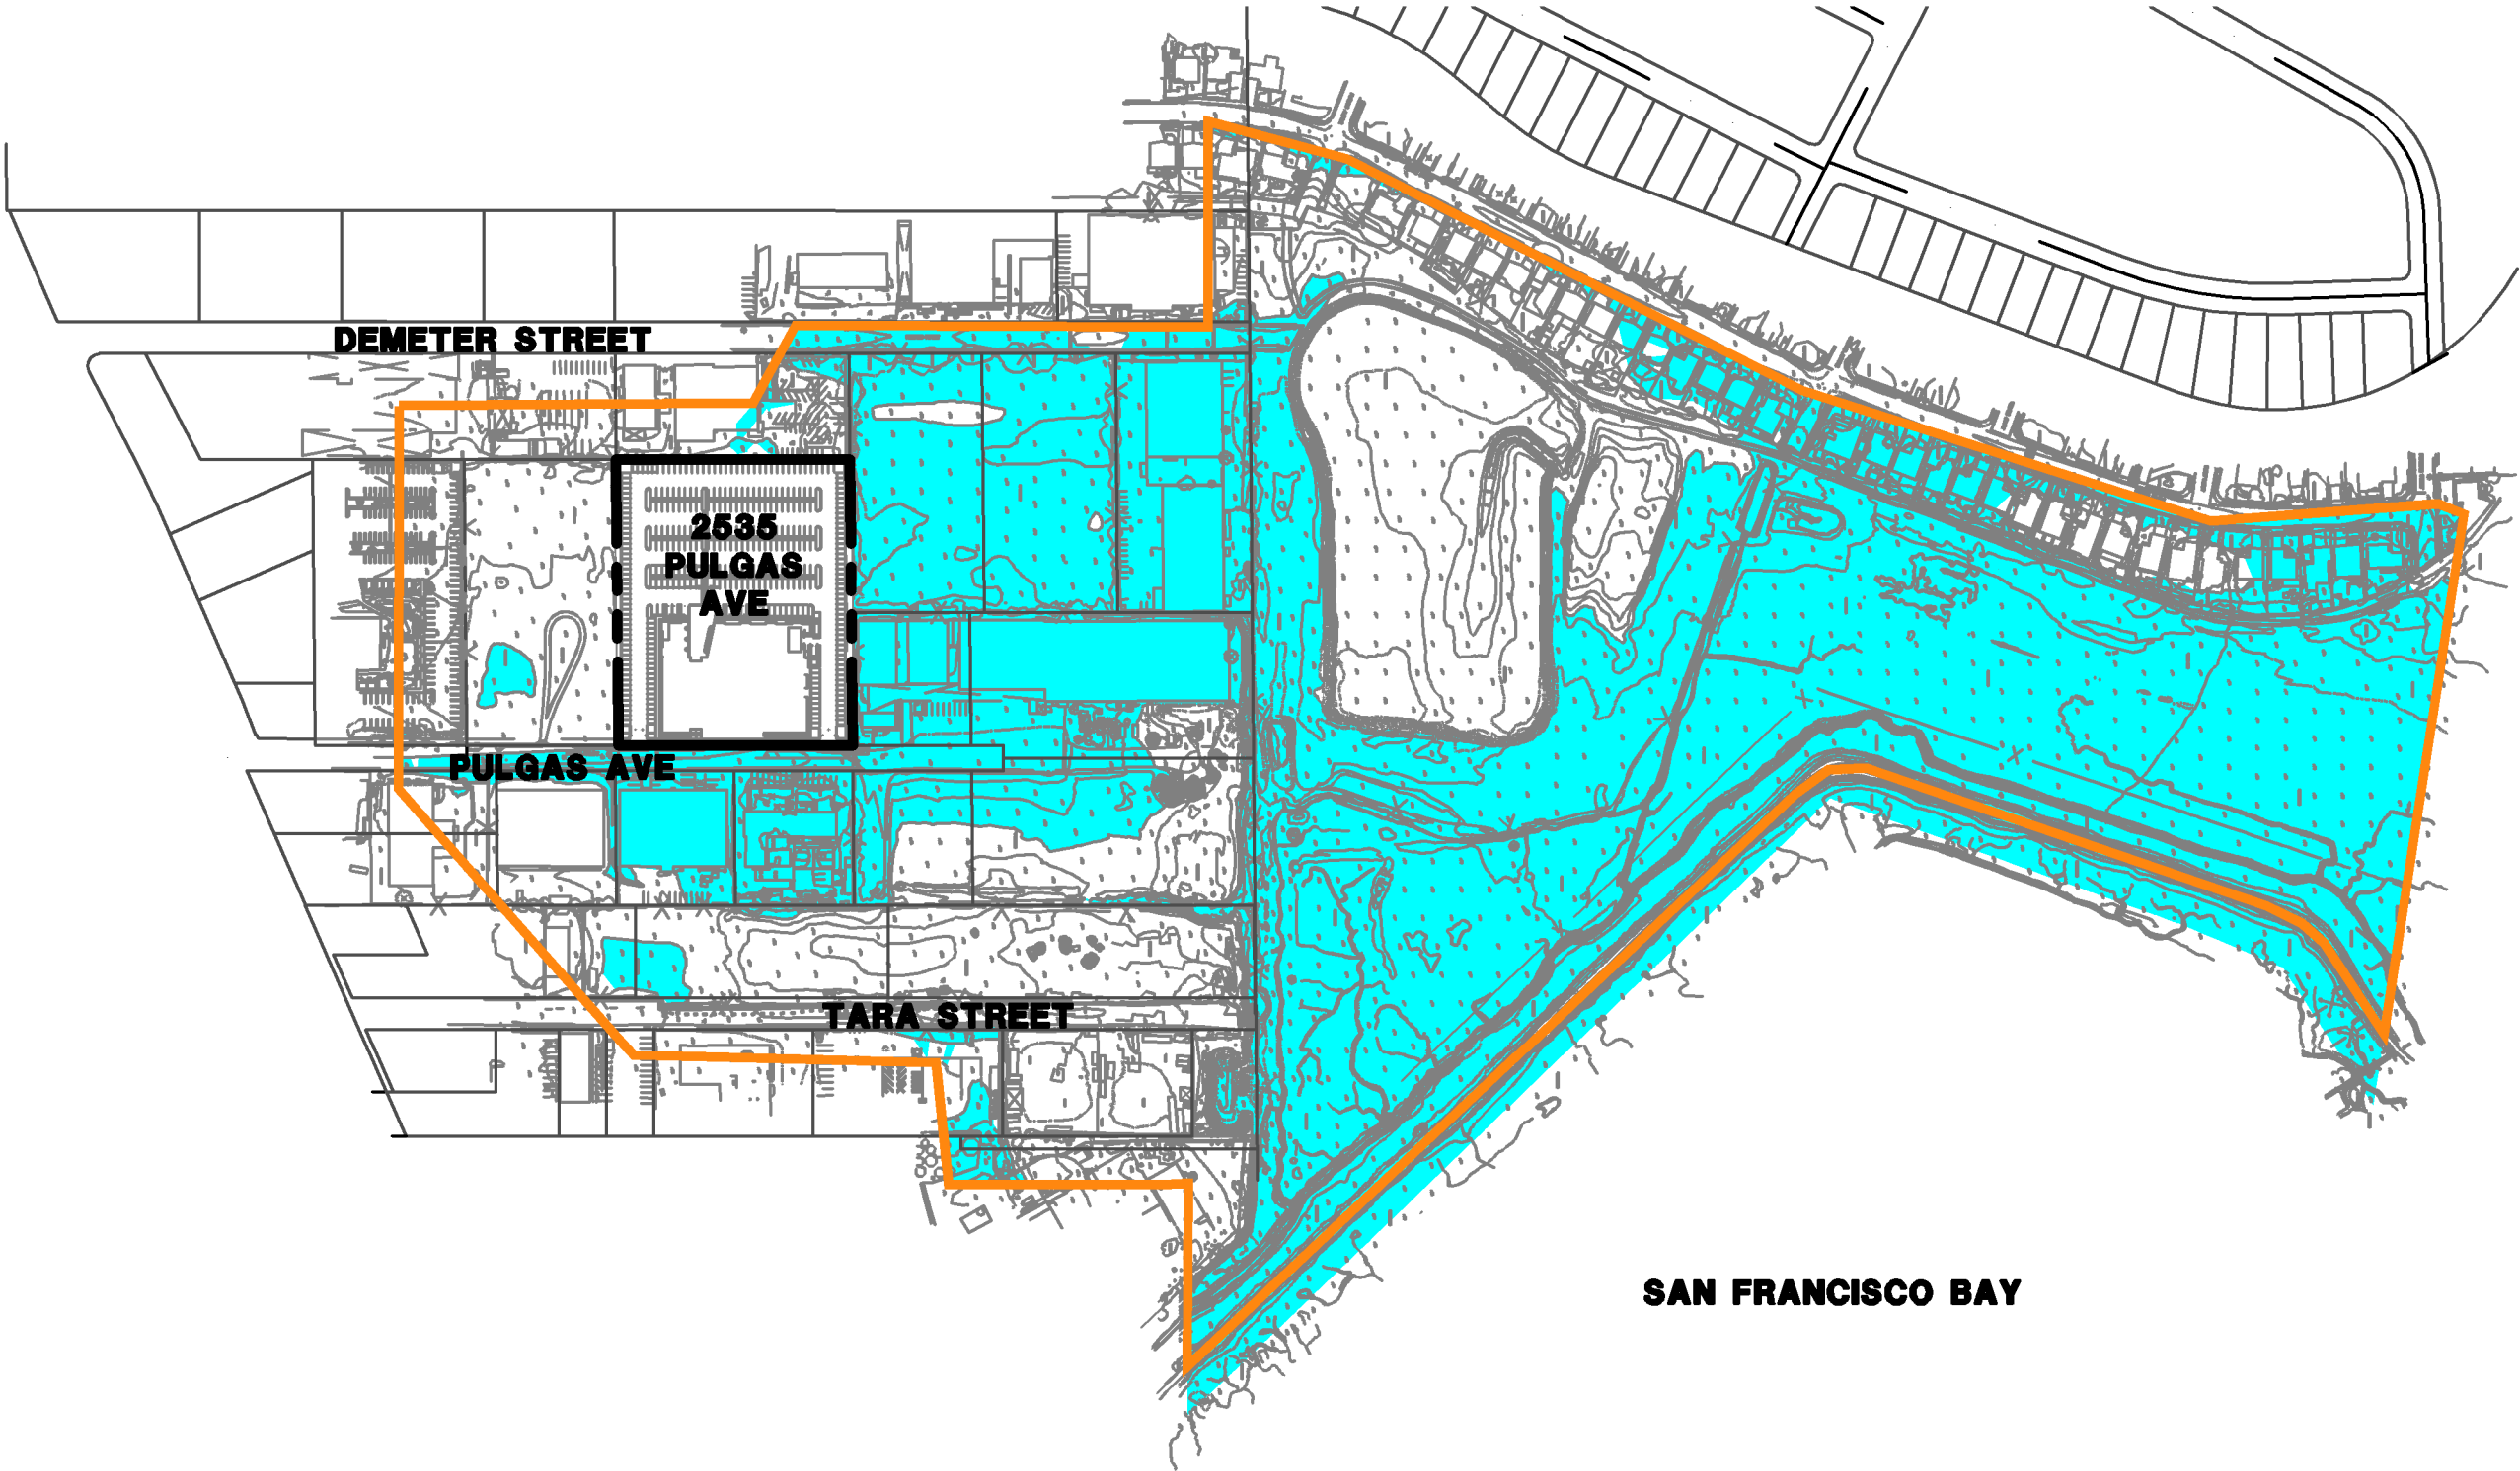 DEMETER STREET
2535
PULGAS
AVE
PULGAS AVE
TARA STREET
SAN FRANCISCO BAY